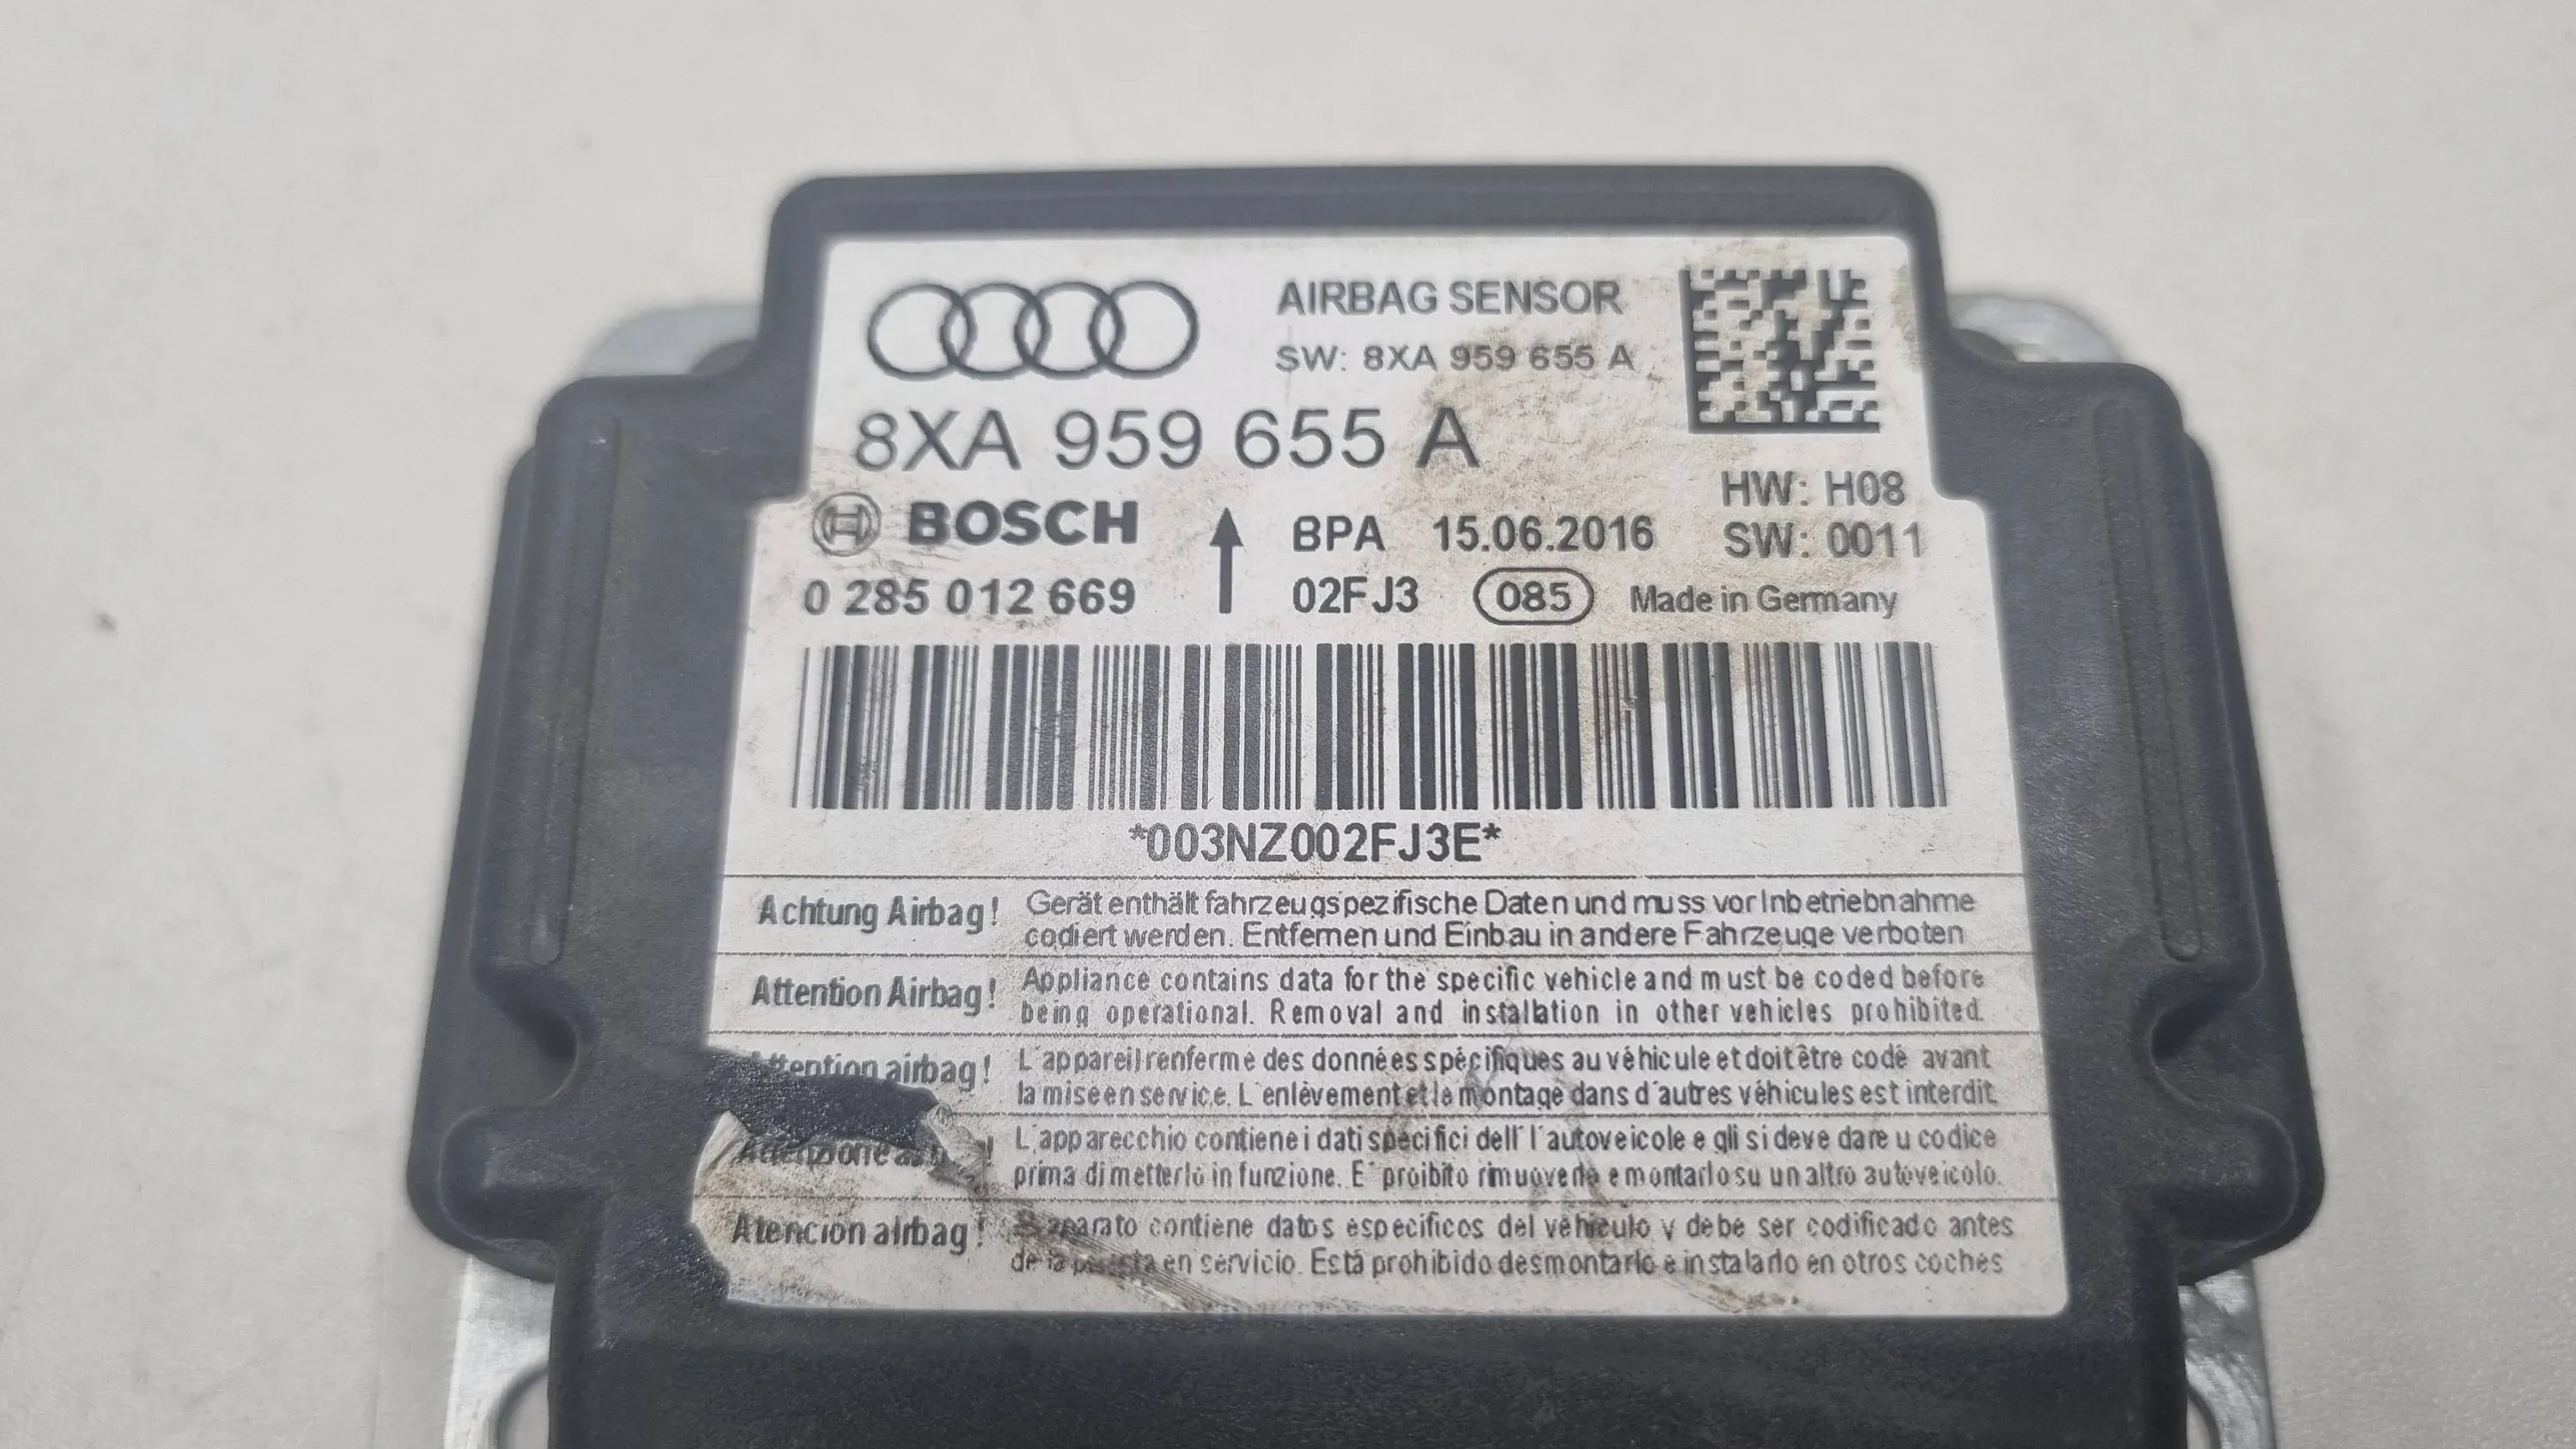 AIRBAG SENSOR
SW: 8XA 959 655 A
8XA 959 655 A
HW: H08
BOSCH
BPA 15.06.2016
SW: 0011
0 285 012 669
02FJ3
085
Made in Germany
*003NZ002FJ3E*
Achtung Airbag! Gerät enthält fahrzeugspezifische Daten und muss vor Inbetriebnahme
codiert werden. Entfernen und Einbau in andere Fahrzeuge verboten
Attention Airbag! Appliance contains data for the specific vehicle and must be coded before
being operational. Removal and installation in other vehicles prohibited.
airbag! L'appareil renferme des données spécifiques au véhicule et doit être codé avant
la mise en service. L'enlèvement et le montage dans d'autres véhicules est interdit.
L'apparecchio contiene i dati specifici dell'l'autoveicole e gli si deve dare u codice
prima di metterlo in funzione. E' proibito rimuoverlo e montarlo su un altro autoveicolo.
Atención airbag! contiene datos especificos del vehículo y debe ser codificado antes
de la en servicio. Está prohibido desmontarlo e instalarlo en otros coches